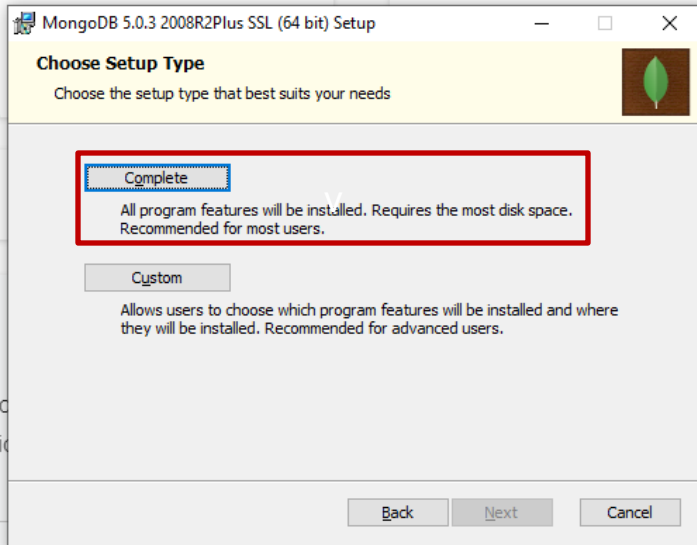 MongoDB 5.0.3 2008R2Plus SSL (64 bit) Setup
Choose Setup Type
Choose the setup type that best suits your needs
Complete
All program features will be installed. Requires the most disk space.
Recommended for most users.
Custom
Allows users to choose which program features will be installed and where
they will be installed. Recommended for advanced users.
Back
Next
Cancel